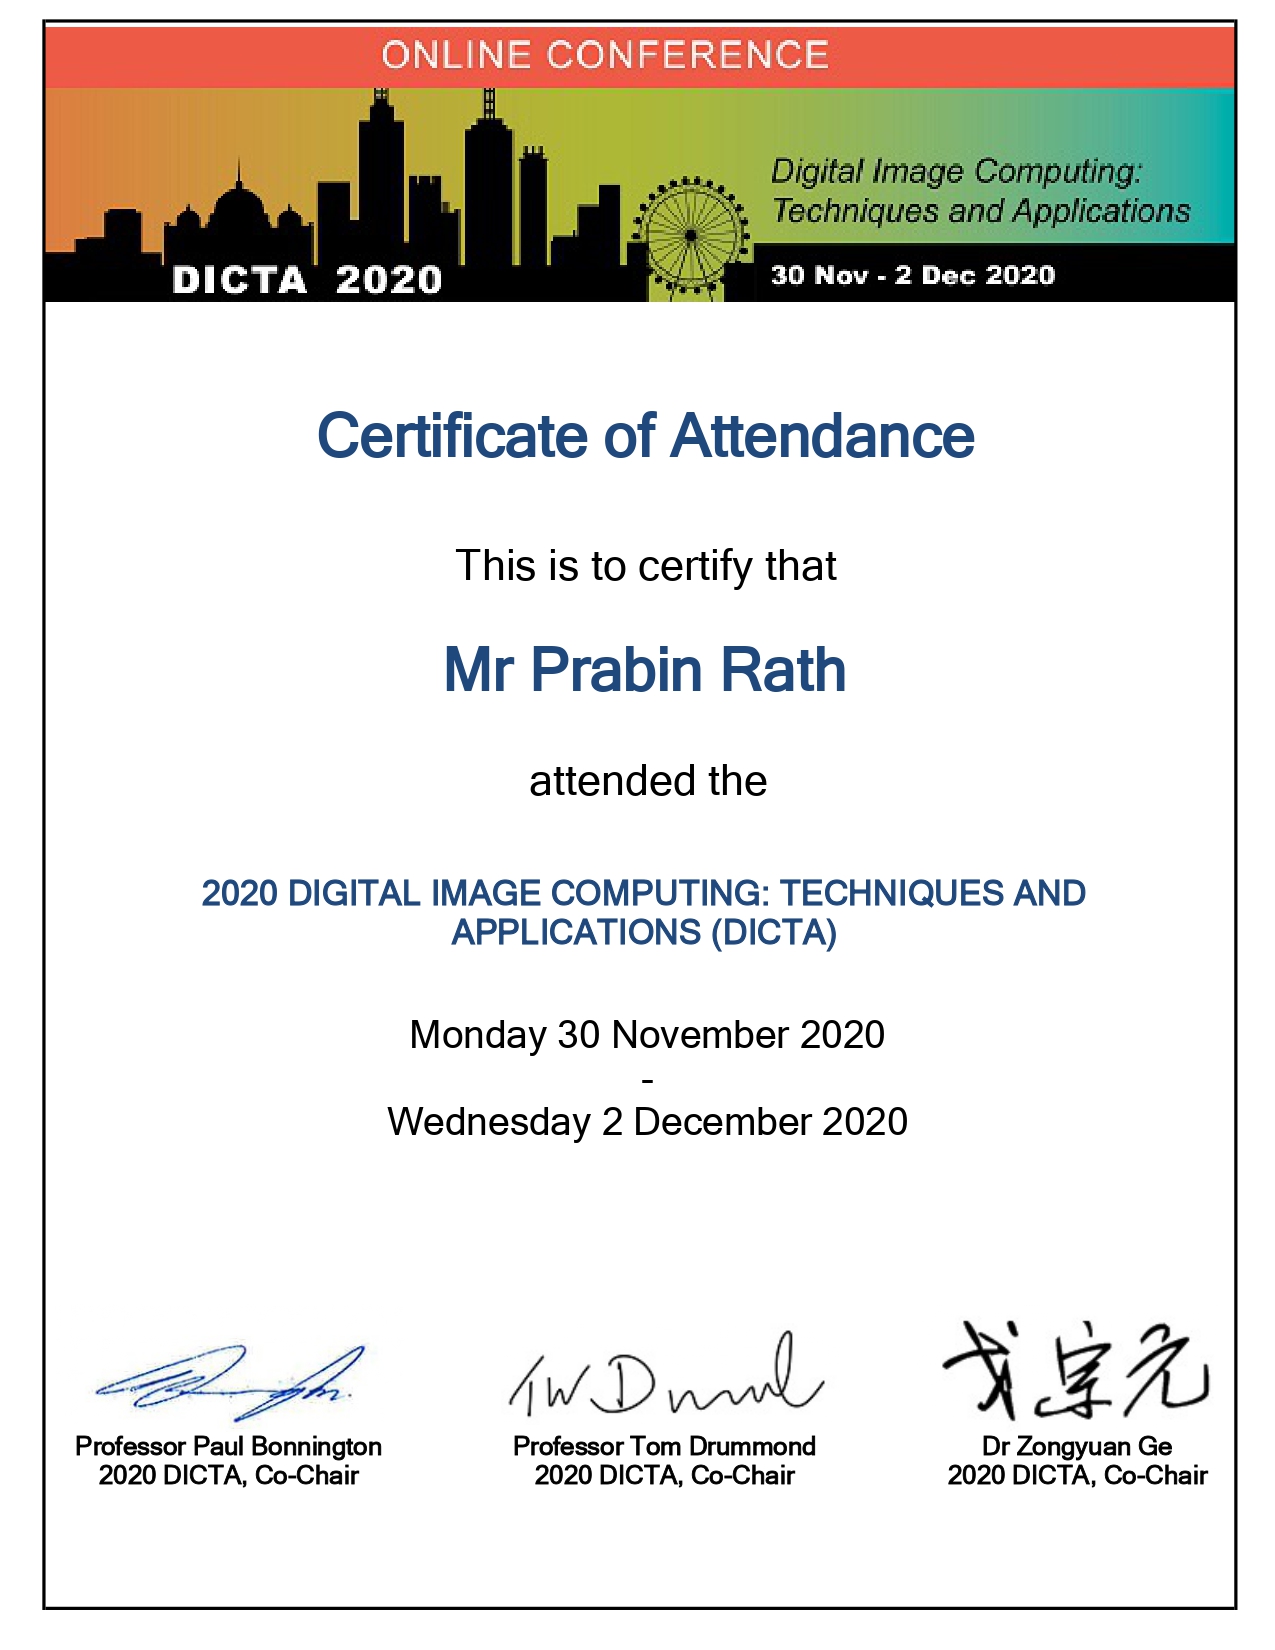 ONLINE CONFERENCE
Digital Image Computing:
Techniques and Applications
DICTA 2020
30 Nov - 2 Dec 2020
Certificate of Attendance
This is to certify that
Mr Prabin Rath
attended the
2020 DIGITAL IMAGE COMPUTING: TECHNIQUES AND
APPLICATIONS (DICTA)
Monday 30 November 2020
-
Wednesday 2 December 2020
TW Drummond
戈宗元
Professor Paul Bonnington
2020 DICTA, Co-Chair
Professor Tom Drummond
2020 DICTA, Co-Chair
Dr Zongyuan Ge
2020 DICTA, Co-Chair